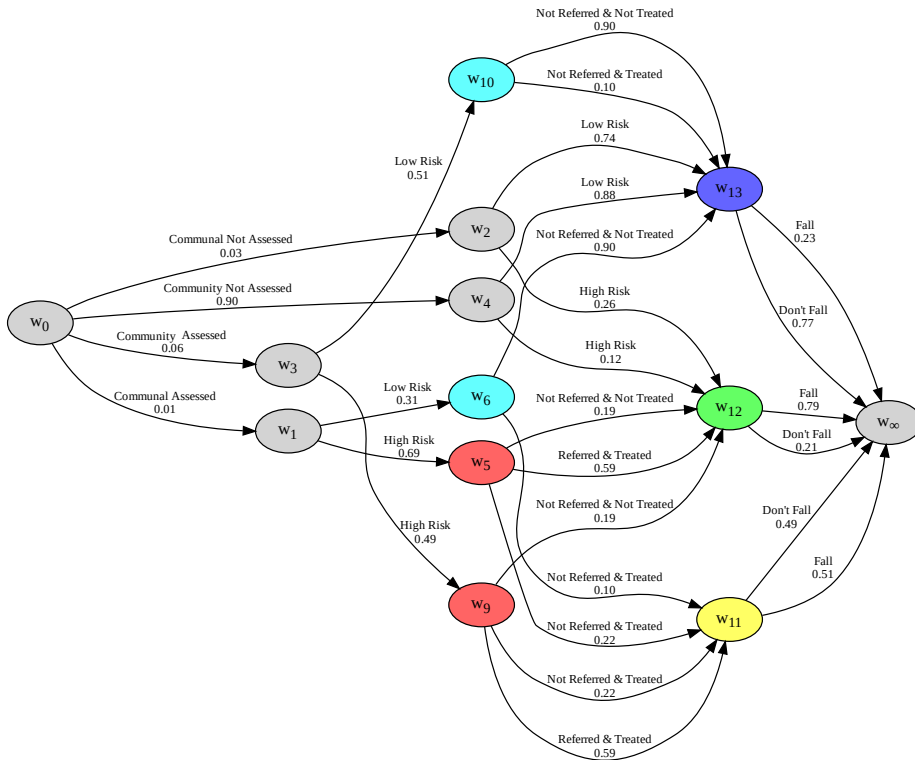 Not Referred & Not Treated
0.90
w10
Not Referred & Treated
0.10
Low Risk
0.74
Low Risk
0.51
Low Risk
0.88
w13
Fall
0.23
w2
Communal Not Assessed
0.03
Not Referred & Not Treated
0.90
Community Not Assessed
0.90
w4
High Risk
0.26
Don't Fall
0.77
w0
Community Assessed
0.06
w3
High Risk
0.12
Communal Assessed
0.01
Low Risk
0.31
w6
Not Referred & Not Treated
0.19
w12
Fall
0.79
w∞
w1
High Risk
0.69
w5
Referred & Treated
0.59
Don't Fall
0.21
High Risk
0.49
Not Referred & Not Treated
0.19
Don't Fall
0.49
Not Referred & Treated
0.10
Fall
0.51
w9
w11
Not Referred & Treated
0.22
Not Referred & Treated
0.22
Referred & Treated
0.59